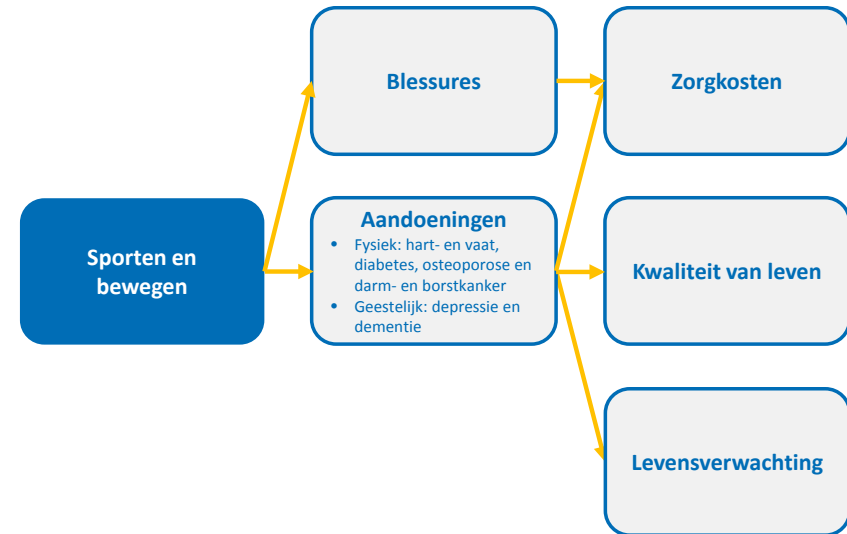 Blessures
Zorgkosten
Sporten en
bewegen
Aandoeningen
• Fysiek: hart- en vaat,
diabetes, osteoporose en
darm- en borstkanker
• Geestelijk: depressie en
dementie
Kwaliteit van leven
Levensverwachting